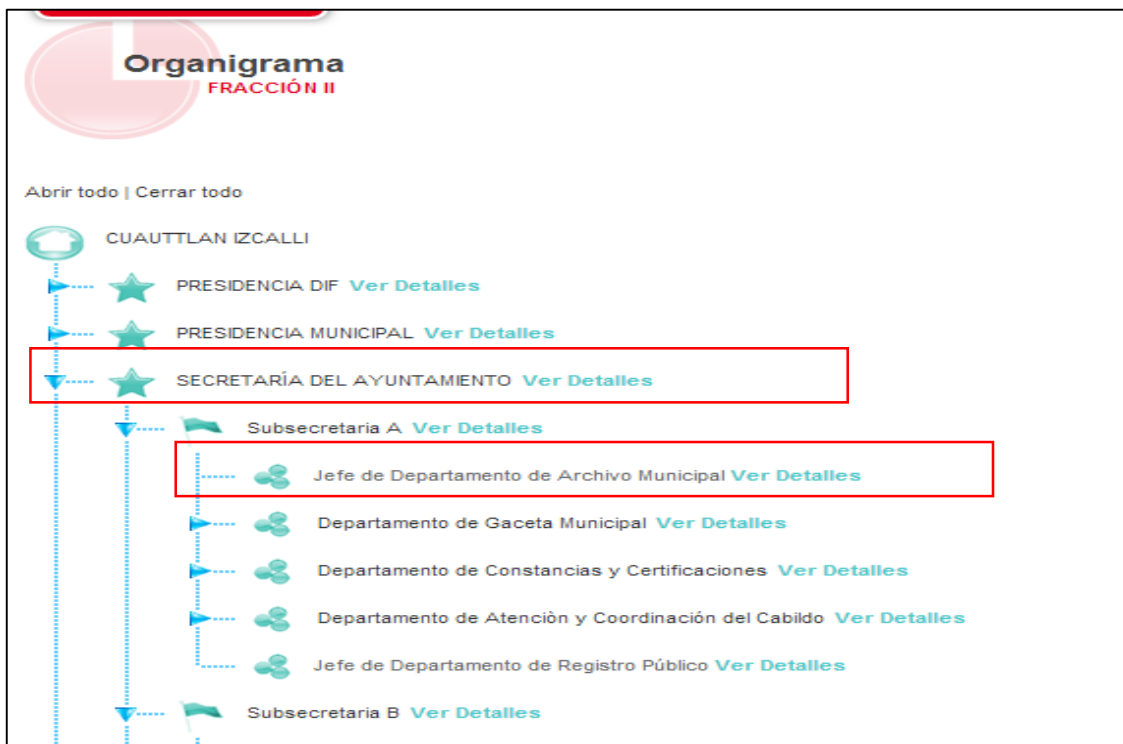 Organigrama
FRACCIÓN II
Abrir todo | Cerrar todo
CUAUTTLAN IZCALLI
PRESIDENCIA DIF Ver Detalles
PRESIDENCIA MUNICIPAL Ver Detalles
SECRETARÍA DEL AYUNTAMIENTO Ver Detalles
Subsecretaria A Ver Detalles
Jefe de Departamento de Archivo Municipal Ver Detalles
Departamento de Gaceta Municipal Ver Detalles
Departamento de Constancias y Certificaciones Ver Detalles
Departamento de Atenciòn y Coordinación del Cabildo Ver Detalles
Jefe de Departamento de Registro Público Ver Detalles
Subsecretaria B Ver Detalles